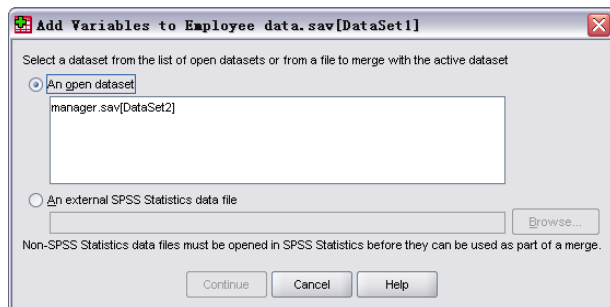 Add Variables to Employee data.sav[DataSet1]
Select a dataset from the list of open datasets or from a file to merge with the active dataset
An open dataset
manager.sav[DataSet2]
An external SPSS Statistics data file
Browse...
Non-SPSS Statistics data files must be opened in SPSS Statistics before they can be used as part of a merge.
Continue Cancel Help